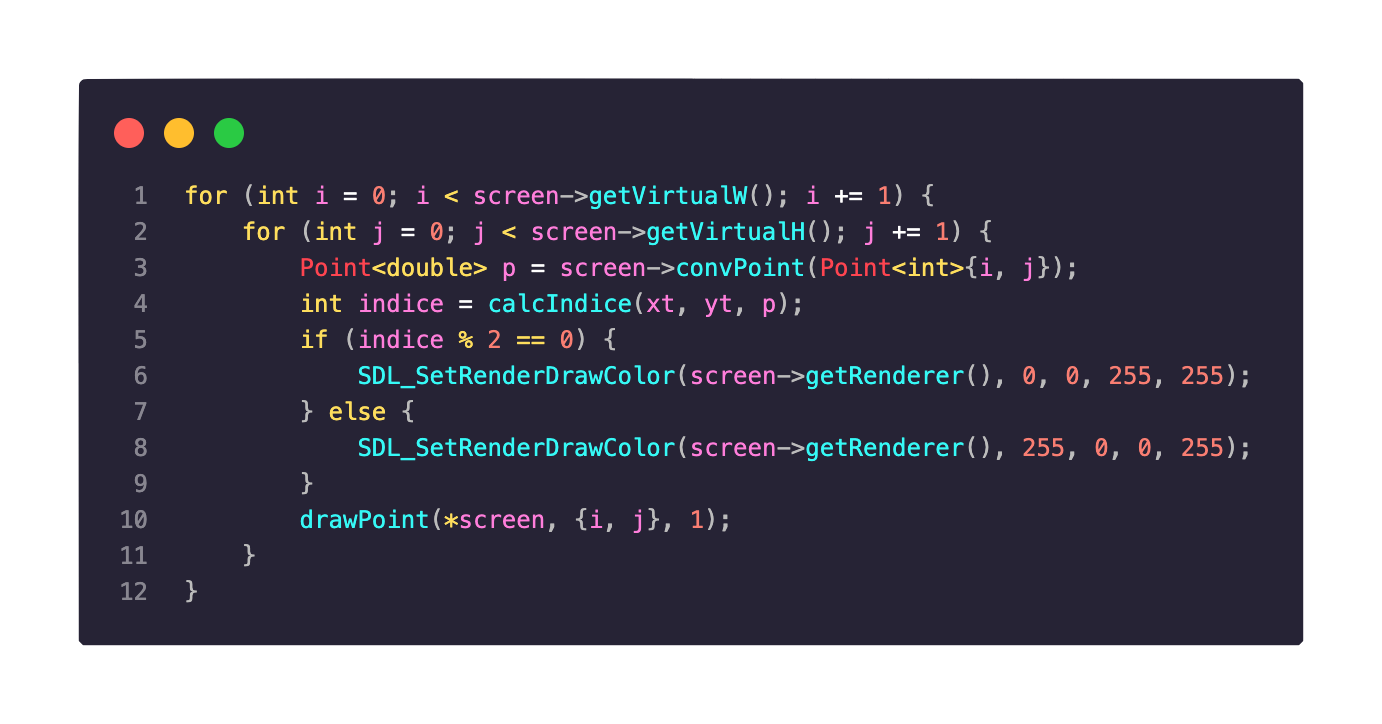 1 for (int i = 0; i < screen->getVirtualW(); i += 1) {
2     for (int j = 0; j < screen->getVirtualH(); j += 1) {
3         Point<double> p = screen->convPoint(Point<int>{i, j});
4         int indice = calcIndice(xt, yt, p);
5         if (indice % 2 == 0) {
6             SDL_SetRenderDrawColor(screen->getRenderer(), 0, 0, 255, 255);
7         } else {
8             SDL_SetRenderDrawColor(screen->getRenderer(), 255, 0, 0, 255);
9         }
10         drawPoint(*screen, {i, j}, 1);
11     }
12 }